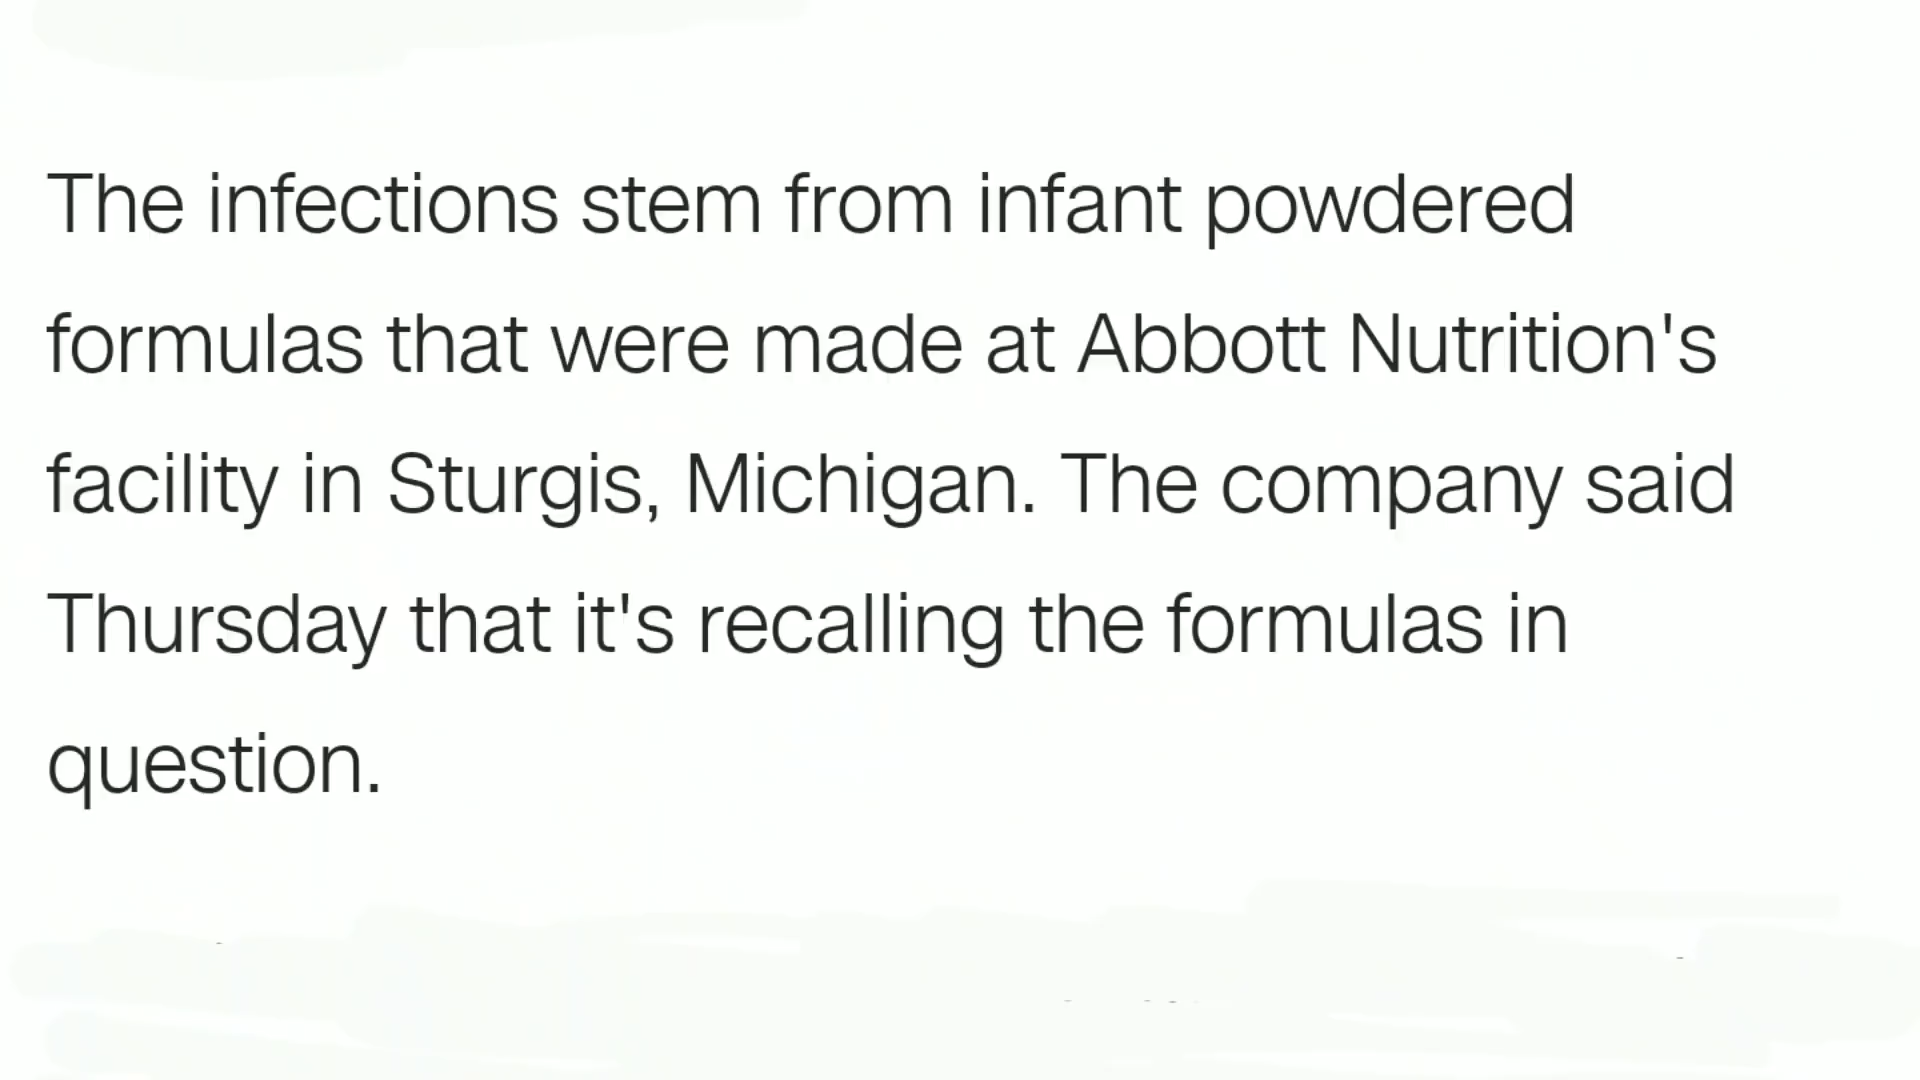 The infections stem from infant powdered
formulas that were made at Abbott Nutrition's
facility in Sturgis, Michigan. The company said
Thursday that it's recalling the formulas in
question.